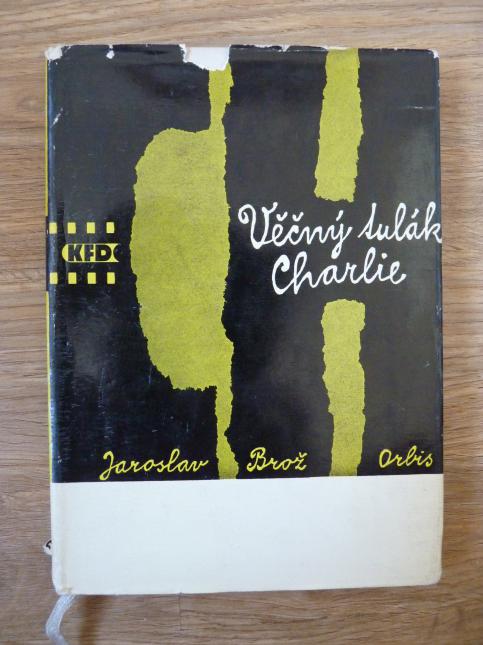 Věčný tulák
Charlie
KFD
Jaroslav Brož Orbis